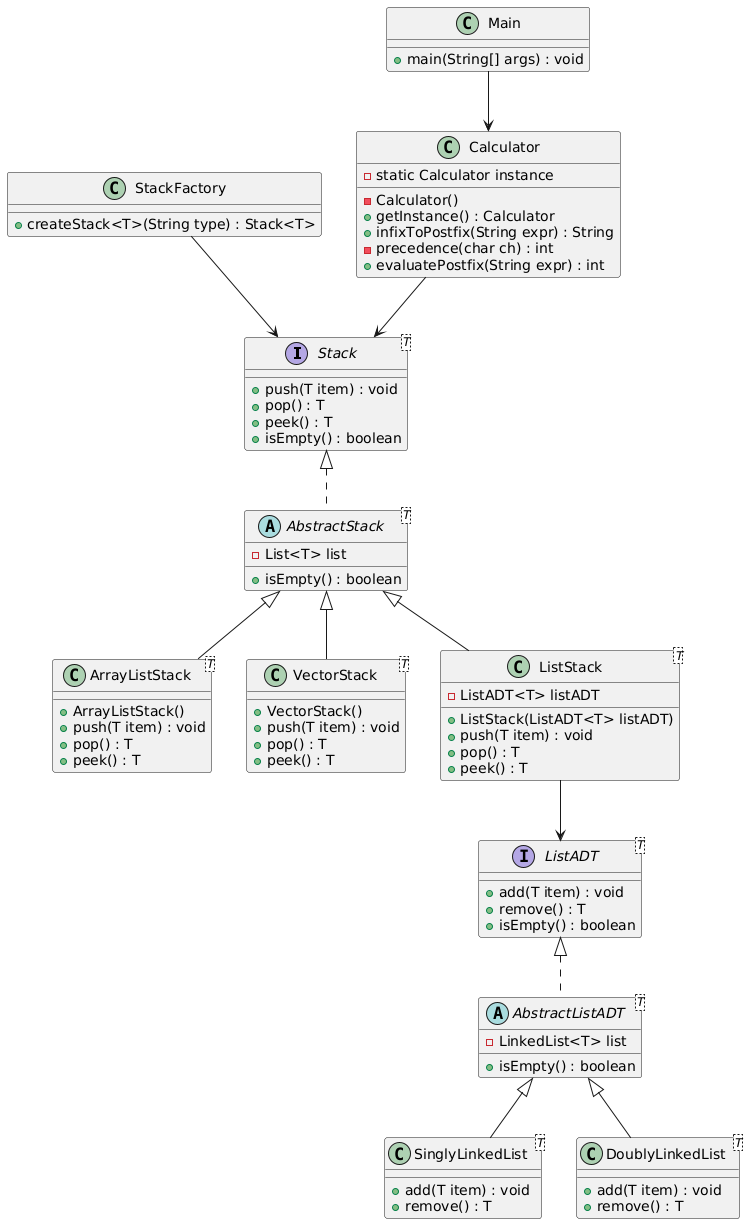 C Main
main(String[] args) : void
C Calculator
static Calculator instance
Calculator()
getInstance() : Calculator
infixToPostfix(String expr) : String
precedence(char ch) : int
evaluatePostfix(String expr) : int
C StackFactory
createStack<T>(String type) : Stack<T>
I Stack T
push(T item) : void
pop() : T
peek() : T
isEmpty() : boolean
A AbstractStack T
List<T> list
isEmpty() : boolean
C ArrayListStack T
ArrayListStack()
push(T item) : void
pop() : T
peek() : T
C VectorStack T
VectorStack()
push(T item) : void
pop() : T
peek() : T
C ListStack T
ListADT<T> listADT
ListStack(ListADT<T> listADT)
push(T item) : void
pop() : T
peek() : T
I ListADT T
add(T item) : void
remove() : T
isEmpty() : boolean
A AbstractListADT T
LinkedList<T> list
isEmpty() : boolean
C SinglyLinkedList T
add(T item) : void
remove() : T
C DoublyLinkedList T
add(T item) : void
remove() : T